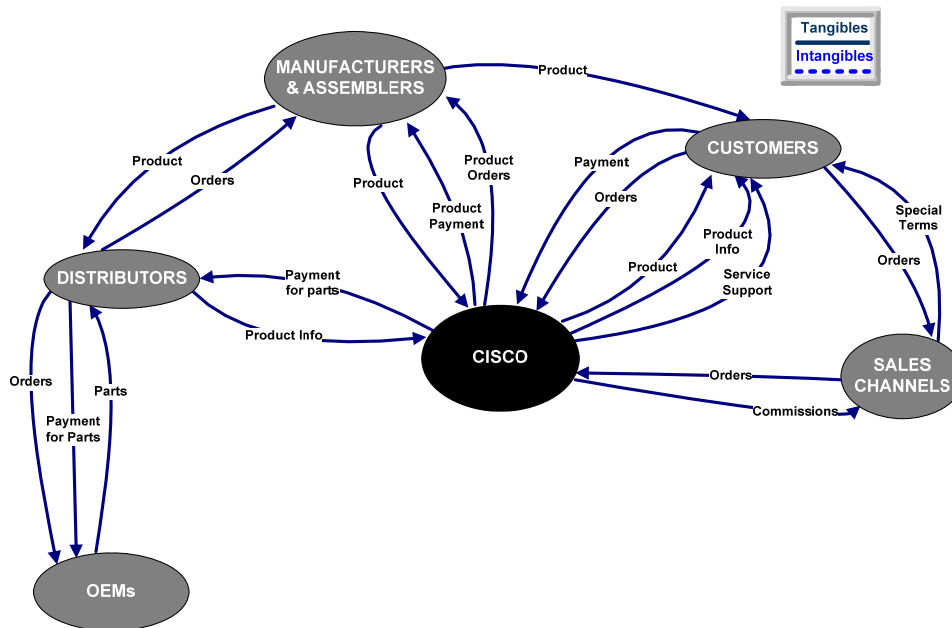 Tangibles
Intangibles
MANUFACTURERS
& ASSEMBLERS
Product
CUSTOMERS
Product
Orders
Product
Product
Orders
Product
Payment
Payment
Orders
Special
Terms
Product
Info
Orders
Product
Service
Support
DISTRIBUTORS
Payment
for parts
Product Info
CISCO
SALES
CHANNELS
Orders
Commissions
Orders
Parts
Payment
for Parts
OEMs